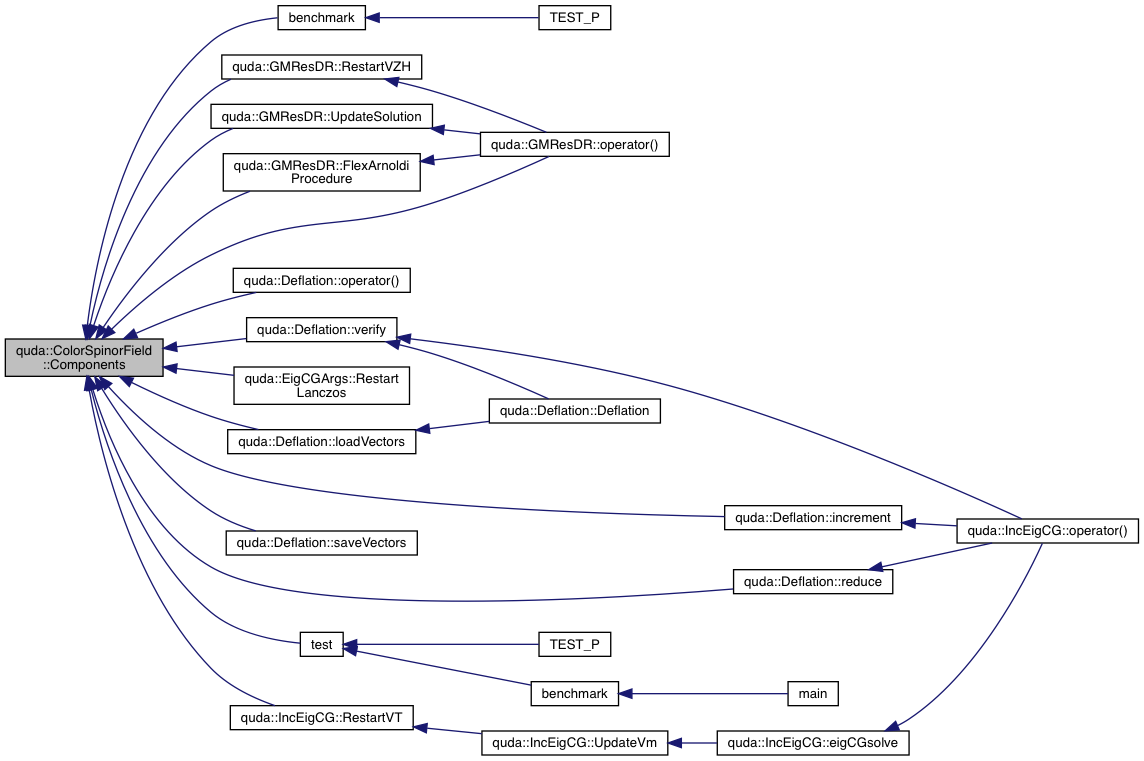 benchmark
TEST_P
quda::GMResDR::RestartVZH
quda::GMResDR::UpdateSolution
quda::GMResDR::operator()
quda::GMResDR::FlexArnoldi
Procedure
quda::Deflation::operator()
quda::Deflation::verify
quda::ColorSpinorField
::Components
quda::EigCGArgs::Restart
Lanczos
quda::Deflation::Deflation
quda::Deflation::loadVectors
quda::Deflation::increment
quda::IncEigCG::operator()
quda::Deflation::saveVectors
quda::Deflation::reduce
test
TEST_P
benchmark
main
quda::IncEigCG::RestartVT
quda::IncEigCG::UpdateVm
quda::IncEigCG::eigCGsolve